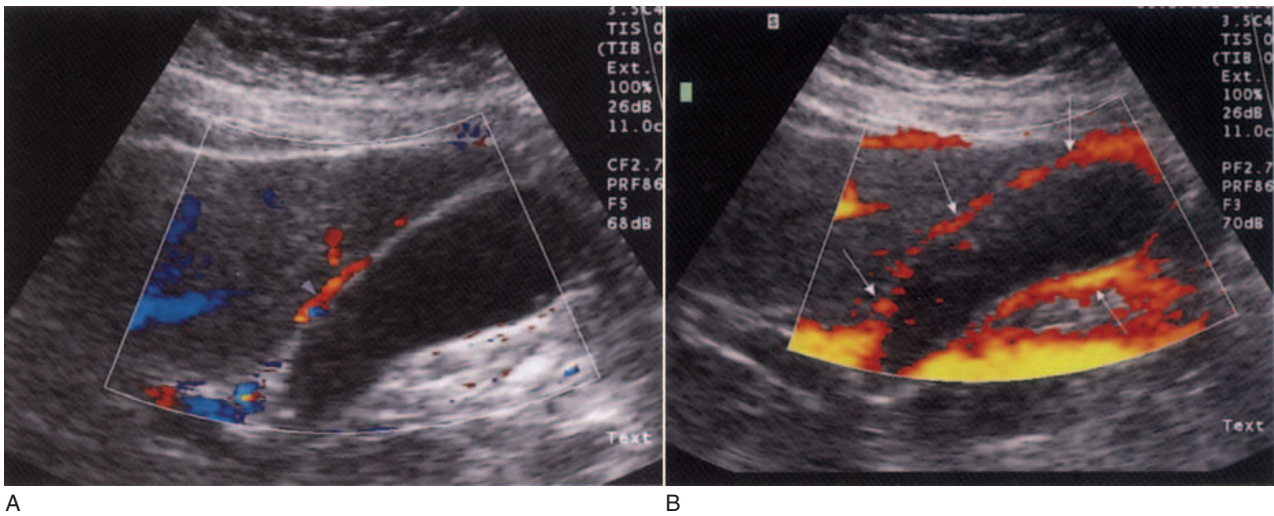 3.5C4
TIS 0
(TIB 0
Ext.
100%
26dB
11.0c
CF2.7
PRF86
F5
68dB
Text
A
S
3.5C4
TIS 0
(TIB 0
Ext.
100%
26dB
11.0c
PF2.7
PRF86
F3
70dB
Text
B